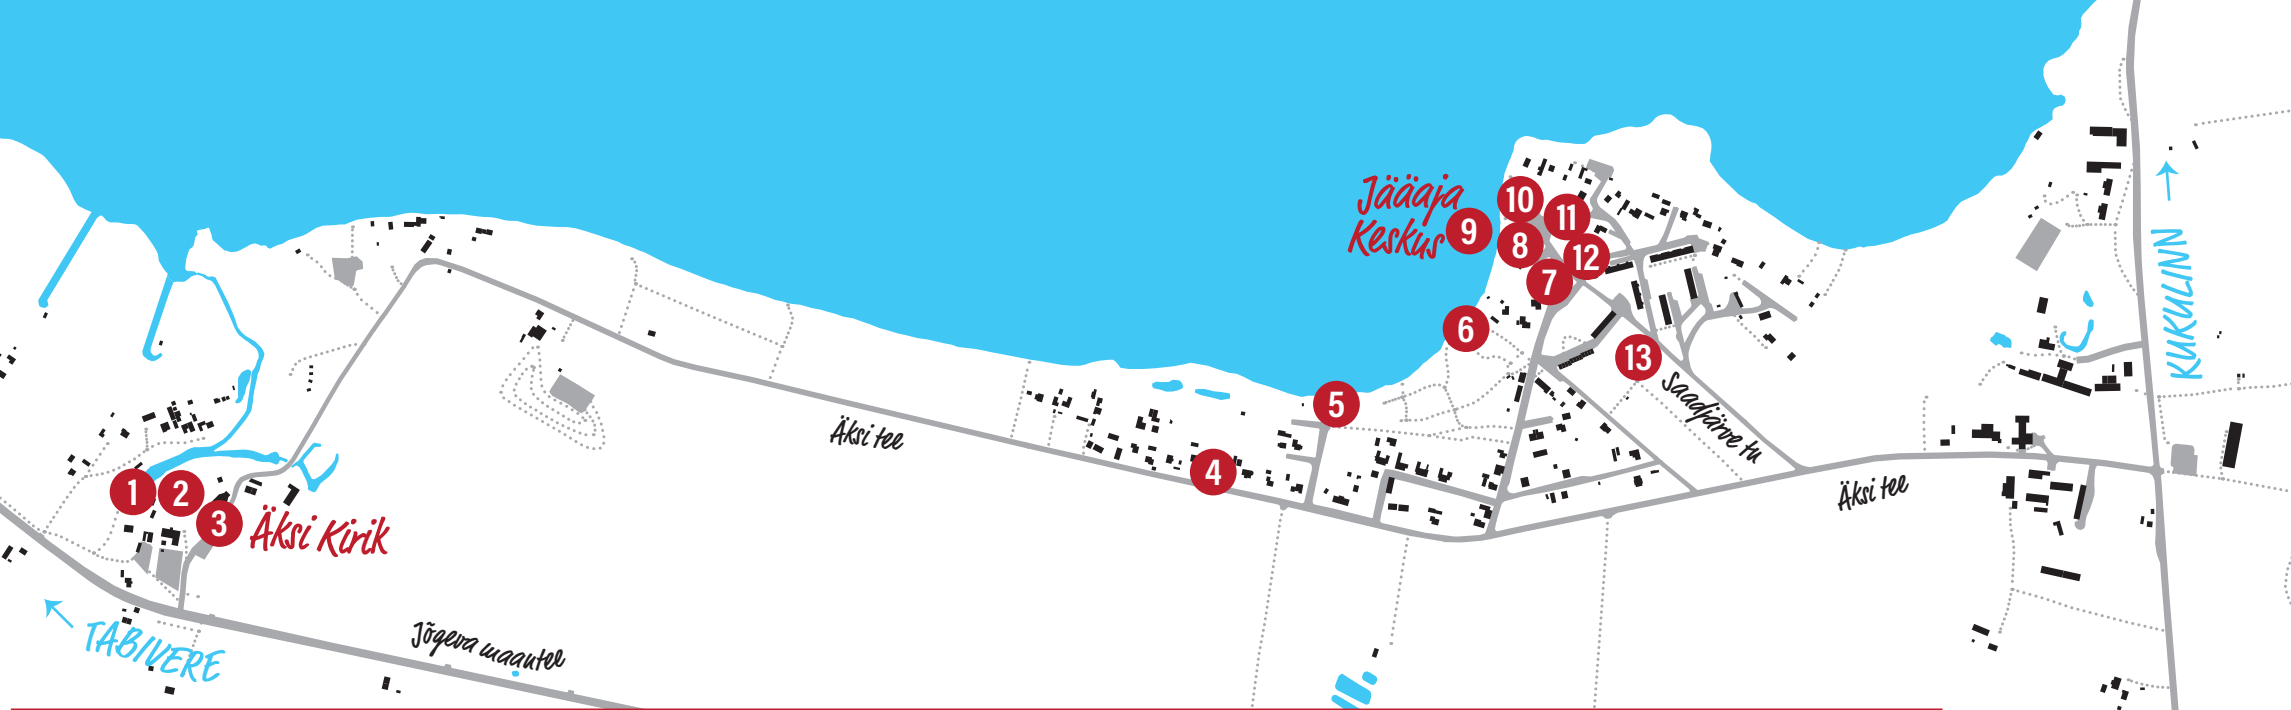 Jääaja
Keskus
9
10
11
8
12
7
6
13
Saadjärve tn
5
4
Äksi tee
Äksi tee
KUKULINN
1
2
3
Äksi Kirik
TABIVERE
Jõgeva maantee